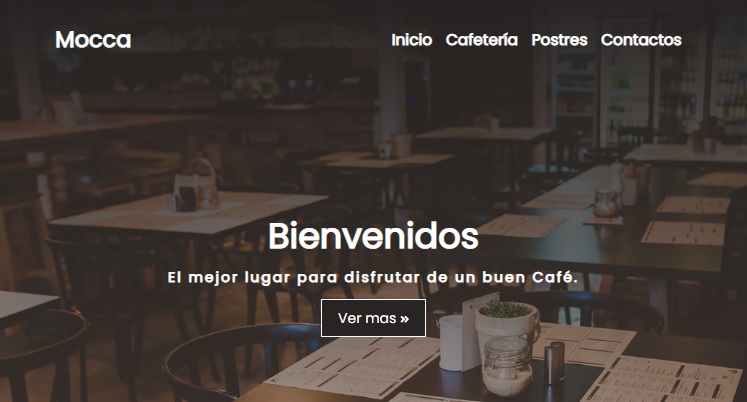 Mocca
Inicio Cafetería Postres Contactos
Bienvenidos
El mejor lugar para disfrutar de un buen Café.
Ver mas »